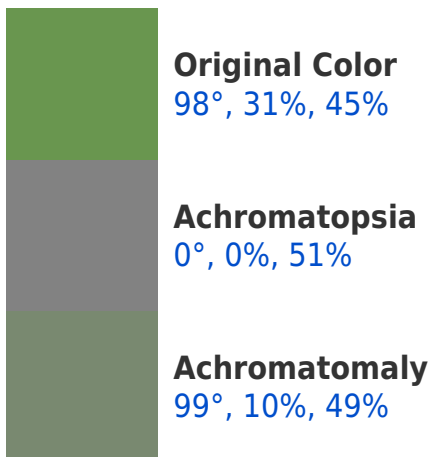 Original Color
98°, 31%, 45%
Achromatopsia
0°, 0%, 51%
Achromatomaly
99°, 10%, 49%